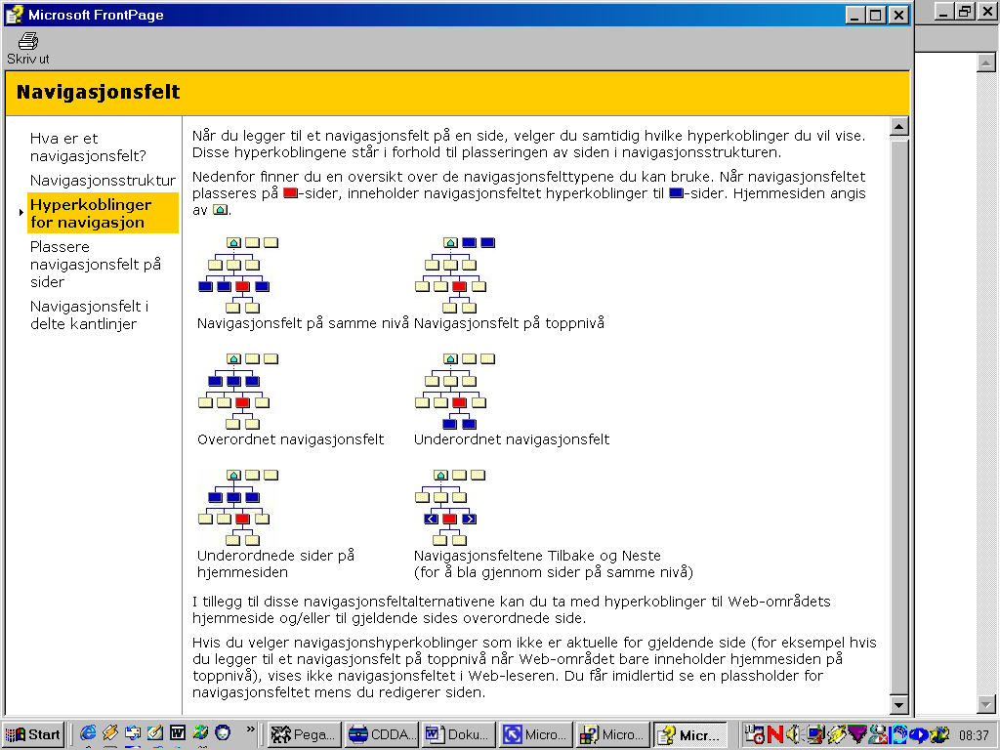 Microsoft FrontPage
Skriv ut
Navigasjonsfelt
Hva er et
navigasjonsfelt?
Navigasjonsstruktur
Hyperkoblinger
for navigasjon
Plassere
navigasjonsfelt på
sider
Navigasjonsfelt i
delte kantlinjer
Når du legger til et navigasjonsfelt på en side, velger du samtidig hvilke hyperkoblinger du vil vise.
Disse hyperkoblingene står i forhold til plasseringen av siden i navigasjonsstrukturen.
Nedenfor finner du en oversikt over de navigasjonsfelttypene du kan bruke. Når navigasjonsfeltet
plasseres på -sider, inneholder navigasjonsfeltet hyperkoblinger til -sider. Hjemmesiden angis
av .
Navigasjonsfelt på samme nivå Navigasjonsfelt på toppnivå
Overordnet navigasjonsfelt Underordnet navigasjonsfelt
Underordnede sider på
hjemmesiden
Navigasjonsfeltene Tilbake og Neste
(for å bla gjennom sider på samme nivå)
I tillegg til disse navigasjonsfeltalternativene kan du ta med hyperkoblinger til Web-områdets
hjemmeside og/eller til gjeldende sides overordnede side.
Hvis du velger navigasjonshyperkoblinger som ikke er aktuelle for gjeldende side (for eksempel hvis
du legger til et navigasjonsfelt på toppnivå når Web-området bare inneholder hjemmesiden på
toppnivå), vises ikke navigasjonsfeltet i Web-leseren. Du får imidlertid se en plassholder for
navigasjonsfeltet mens du redigerer siden.
Start » Pega... CDDA... Doku... Micro... Micro... Micr... 08:37